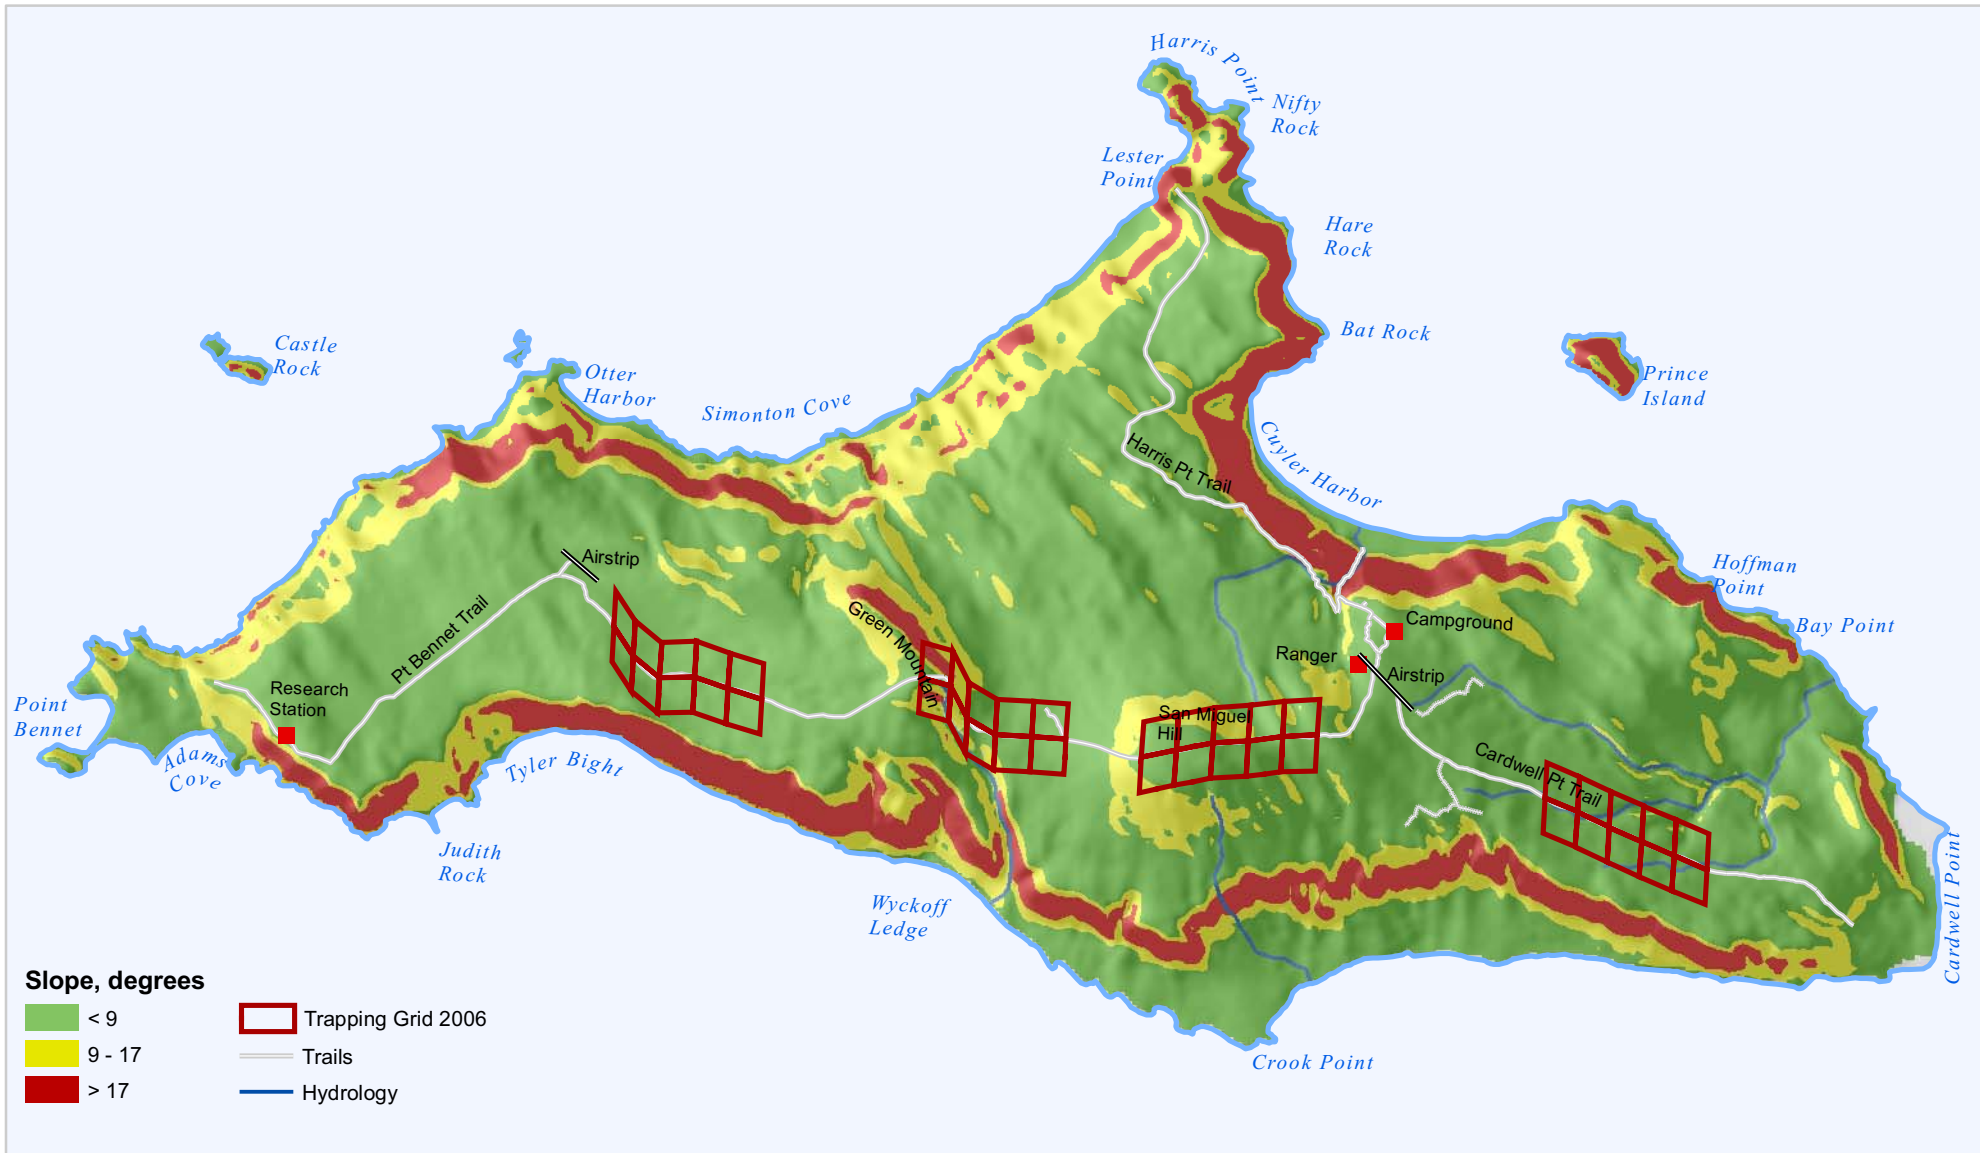 Harris Point
Nifty
Rock
Lester
Point
Hare
Rock
Bat Rock
Castle
Rock
Otter
Harbor
Simonton Cove
Prince
Island
Cuyler Harbor
Harris Pt Trail
Airstrip
Hoffman
Point
Bay Point
Pt Bennet Trail
Green Mountain
Campground
Ranger
Airstrip
Research
Station
Point
Bennet
San Miguel
Hill
Adams
Cove
Tyler Bight
Cardwell Pt Trail
Judith
Rock
Wyckoff
Ledge
Cardwell Point
Crook Point
Slope, degrees
< 9
9 - 17
> 17
Trapping Grid 2006
Trails
Hydrology